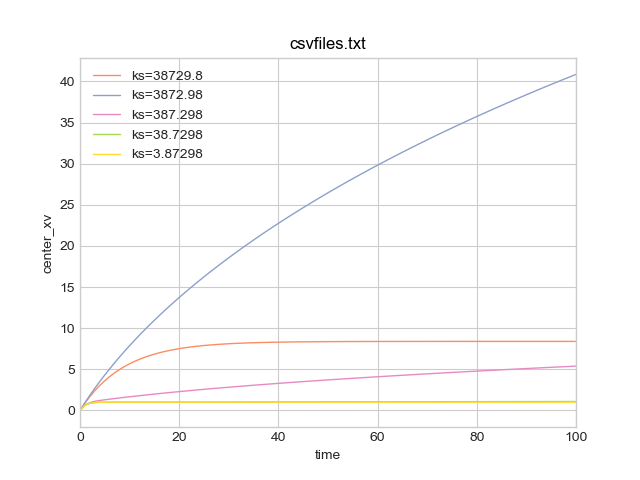 csvfiles.txt
ks=38729.8
ks=3872.98
ks=387.298
ks=38.7298
ks=3.87298
center_xv
40
35
30
25
20
15
10
5
0
0 20 40 60 80 100
time